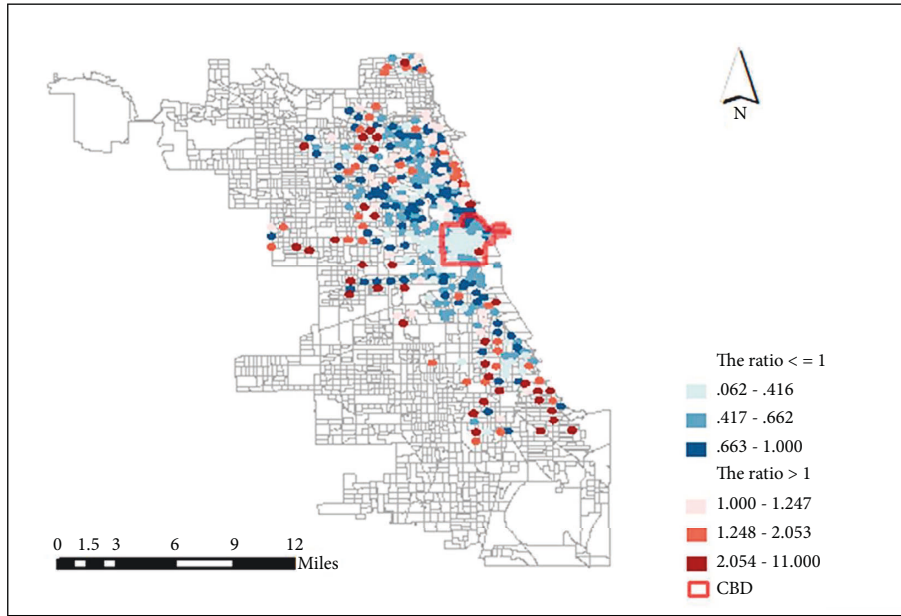 N
The ratio < = 1
.062 - .416
.417 - .662
.663 - 1.000
The ratio > 1
1.000 - 1.247
1.248 - 2.053
2.054 - 11.000
CBD
0 1.5 3 6 9 12
Miles